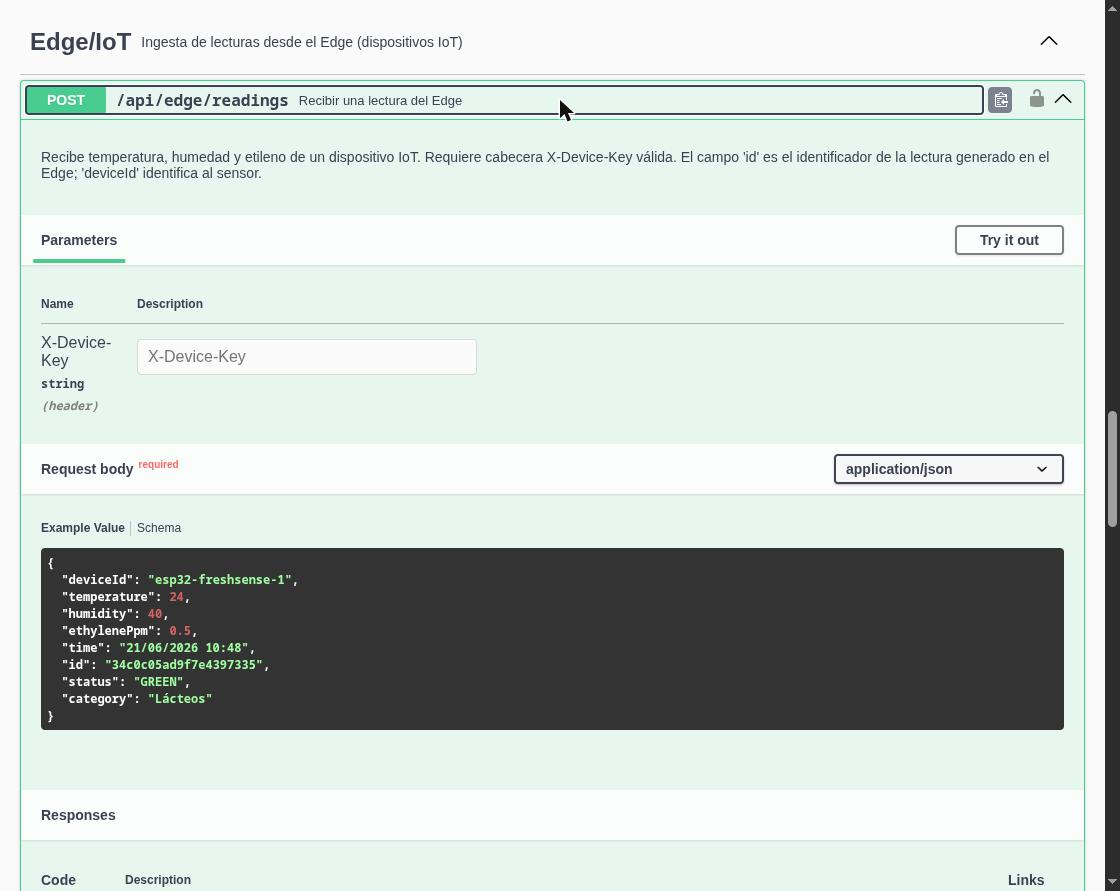 Edge/IoT Ingesta de lecturas desde el Edge (dispositivos IoT)
POST /api/edge/readings Recibir una lectura del Edge
Recibe temperatura, humedad y etileno de un dispositivo IoT. Requiere cabecera X-Device-Key válida. El campo 'id' es el identificador de la lectura generado en el
Edge; 'deviceId' identifica al sensor.
Parameters Try it out
Name Description
X-Device-
Key
X-Device-Key
string
(header)
Request body required application/json
Example Value Schema
{
"deviceId": "esp32-freshsense-1",
"temperature": 24,
"humidity": 40,
"ethylenePpm": 0.5,
"time": "21/06/2026 10:48",
"id": "34c0c05ad9f7e4397335",
"status": "GREEN",
"category": "Lácteos"
}
Responses
Code Description Links